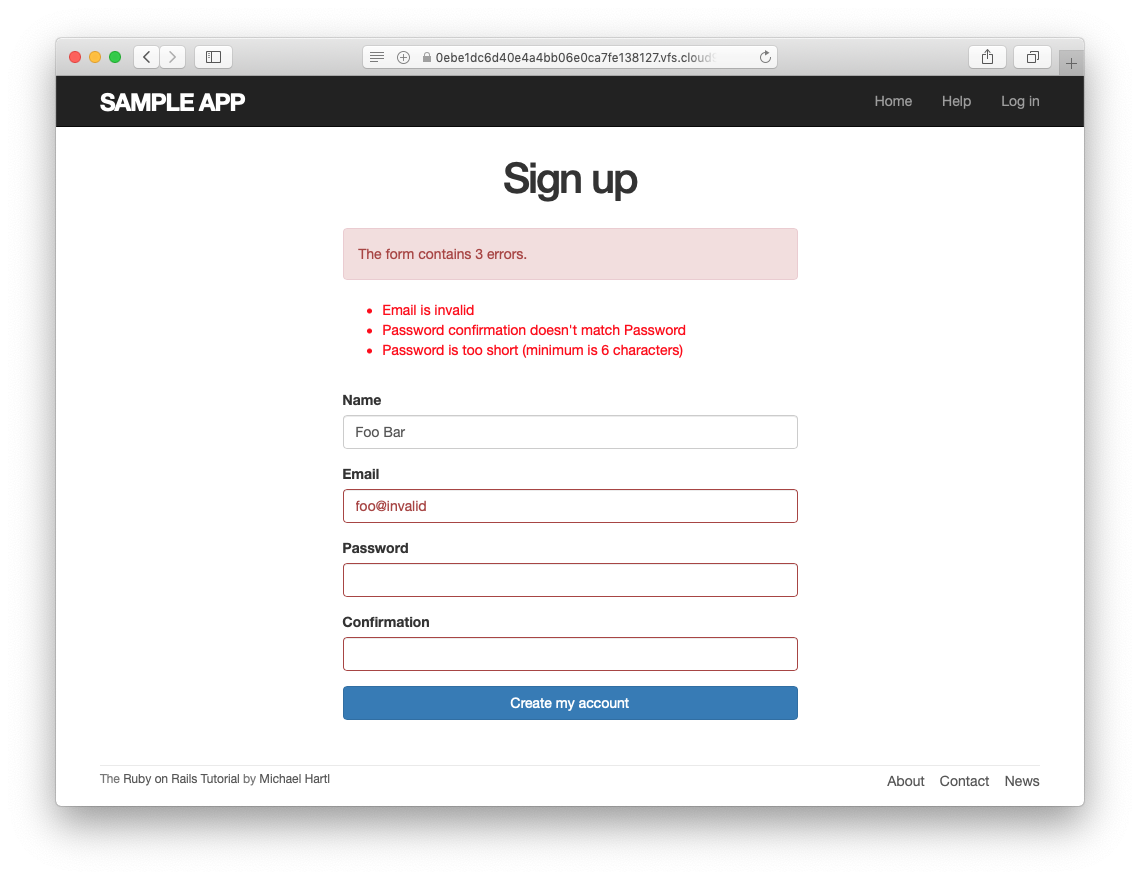 0ebe1dc6d40e4a4bb06e0ca7fe138127.vfs.cloud
SAMPLE APP
Home Help Log in
Sign up
The form contains 3 errors.
• Email is invalid
• Password confirmation doesn't match Password
• Password is too short (minimum is 6 characters)
Name
Foo Bar
Email
foo@invalid
Password
Confirmation
Create my account
The Ruby on Rails Tutorial by Michael Hartl
About Contact News